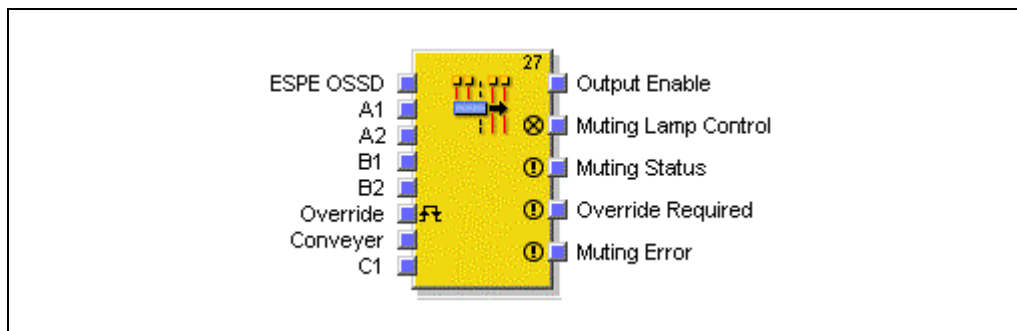 27
ESPE OSSD
A1
A2
B1
B2
Override
Conveyer
C1
Output Enable
Muting Lamp Control
Muting Status
Override Required
Muting Error